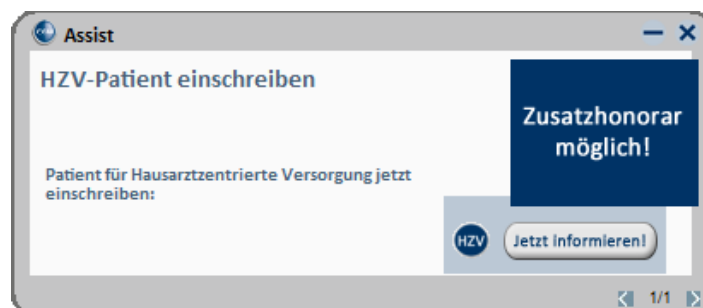 Assist
HZV-Patient einschreiben
Zusatzhonorar
möglich!
Patient für Hausarztzentrierte Versorgung jetzt
einschreiben:
HZV
Jetzt informieren!
1/1